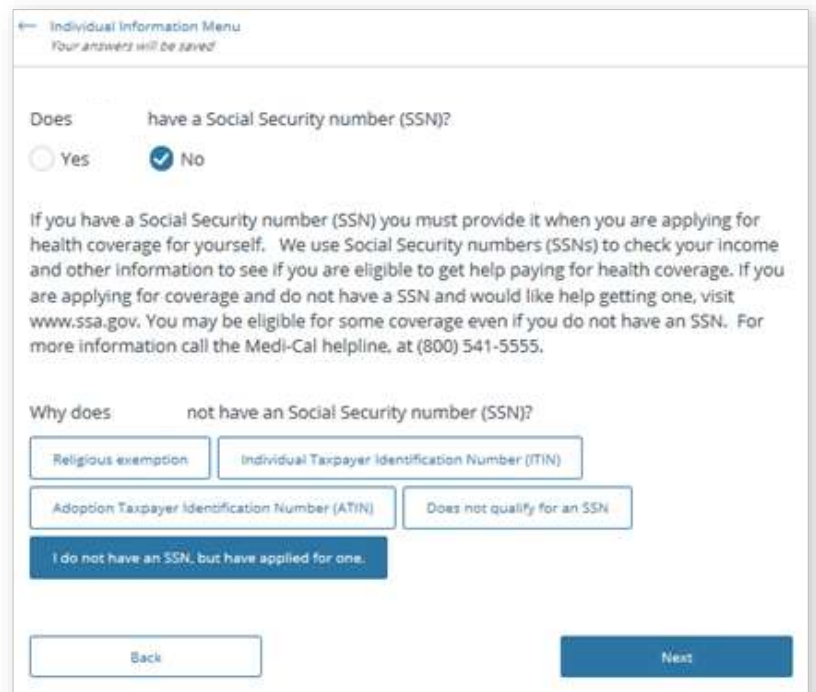 ← Individual Information Menu
Your answers will be saved
Does have a Social Security number (SSN)?
Yes No
If you have a Social Security number (SSN) you must provide it when you are applying for
health coverage for yourself. We use Social Security numbers (SSNs) to check your income
and other information to see if you are eligible to get help paying for health coverage. If you
are applying for coverage and do not have a SSN and would like help getting one, visit
www.ssa.gov. You may be eligible for some coverage even if you do not have an SSN. For
more information call the Medi-Cal helpline, at (800) 541-5555.
Why does not have an Social Security number (SSN)?
Religious exemption Individual Taxpayer Identification Number (ITIN)
Adoption Taxpayer Identification Number (ATIN) Does not qualify for an SSN
I do not have an SSN, but have applied for one.
Back Next